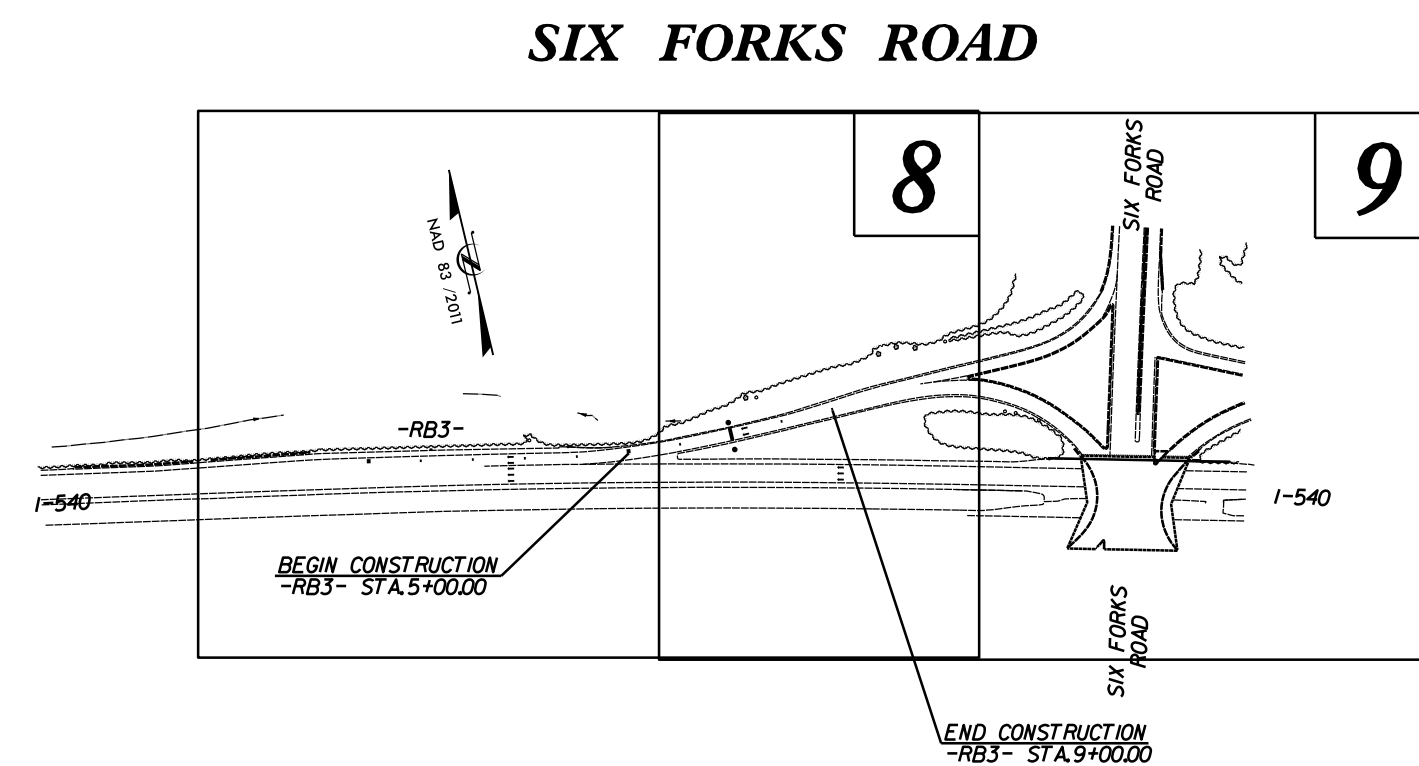 SIX FORKS ROAD
8
9
SIX FORKS
ROAD
NAD 83 /2011
-RB3-
I-540
I-540
BEGIN CONSTRUCTION
-RB3- STA.5+00.00
SIX FORKS
ROAD
END CONSTRUCTION
-RB3- STA.9+00.00